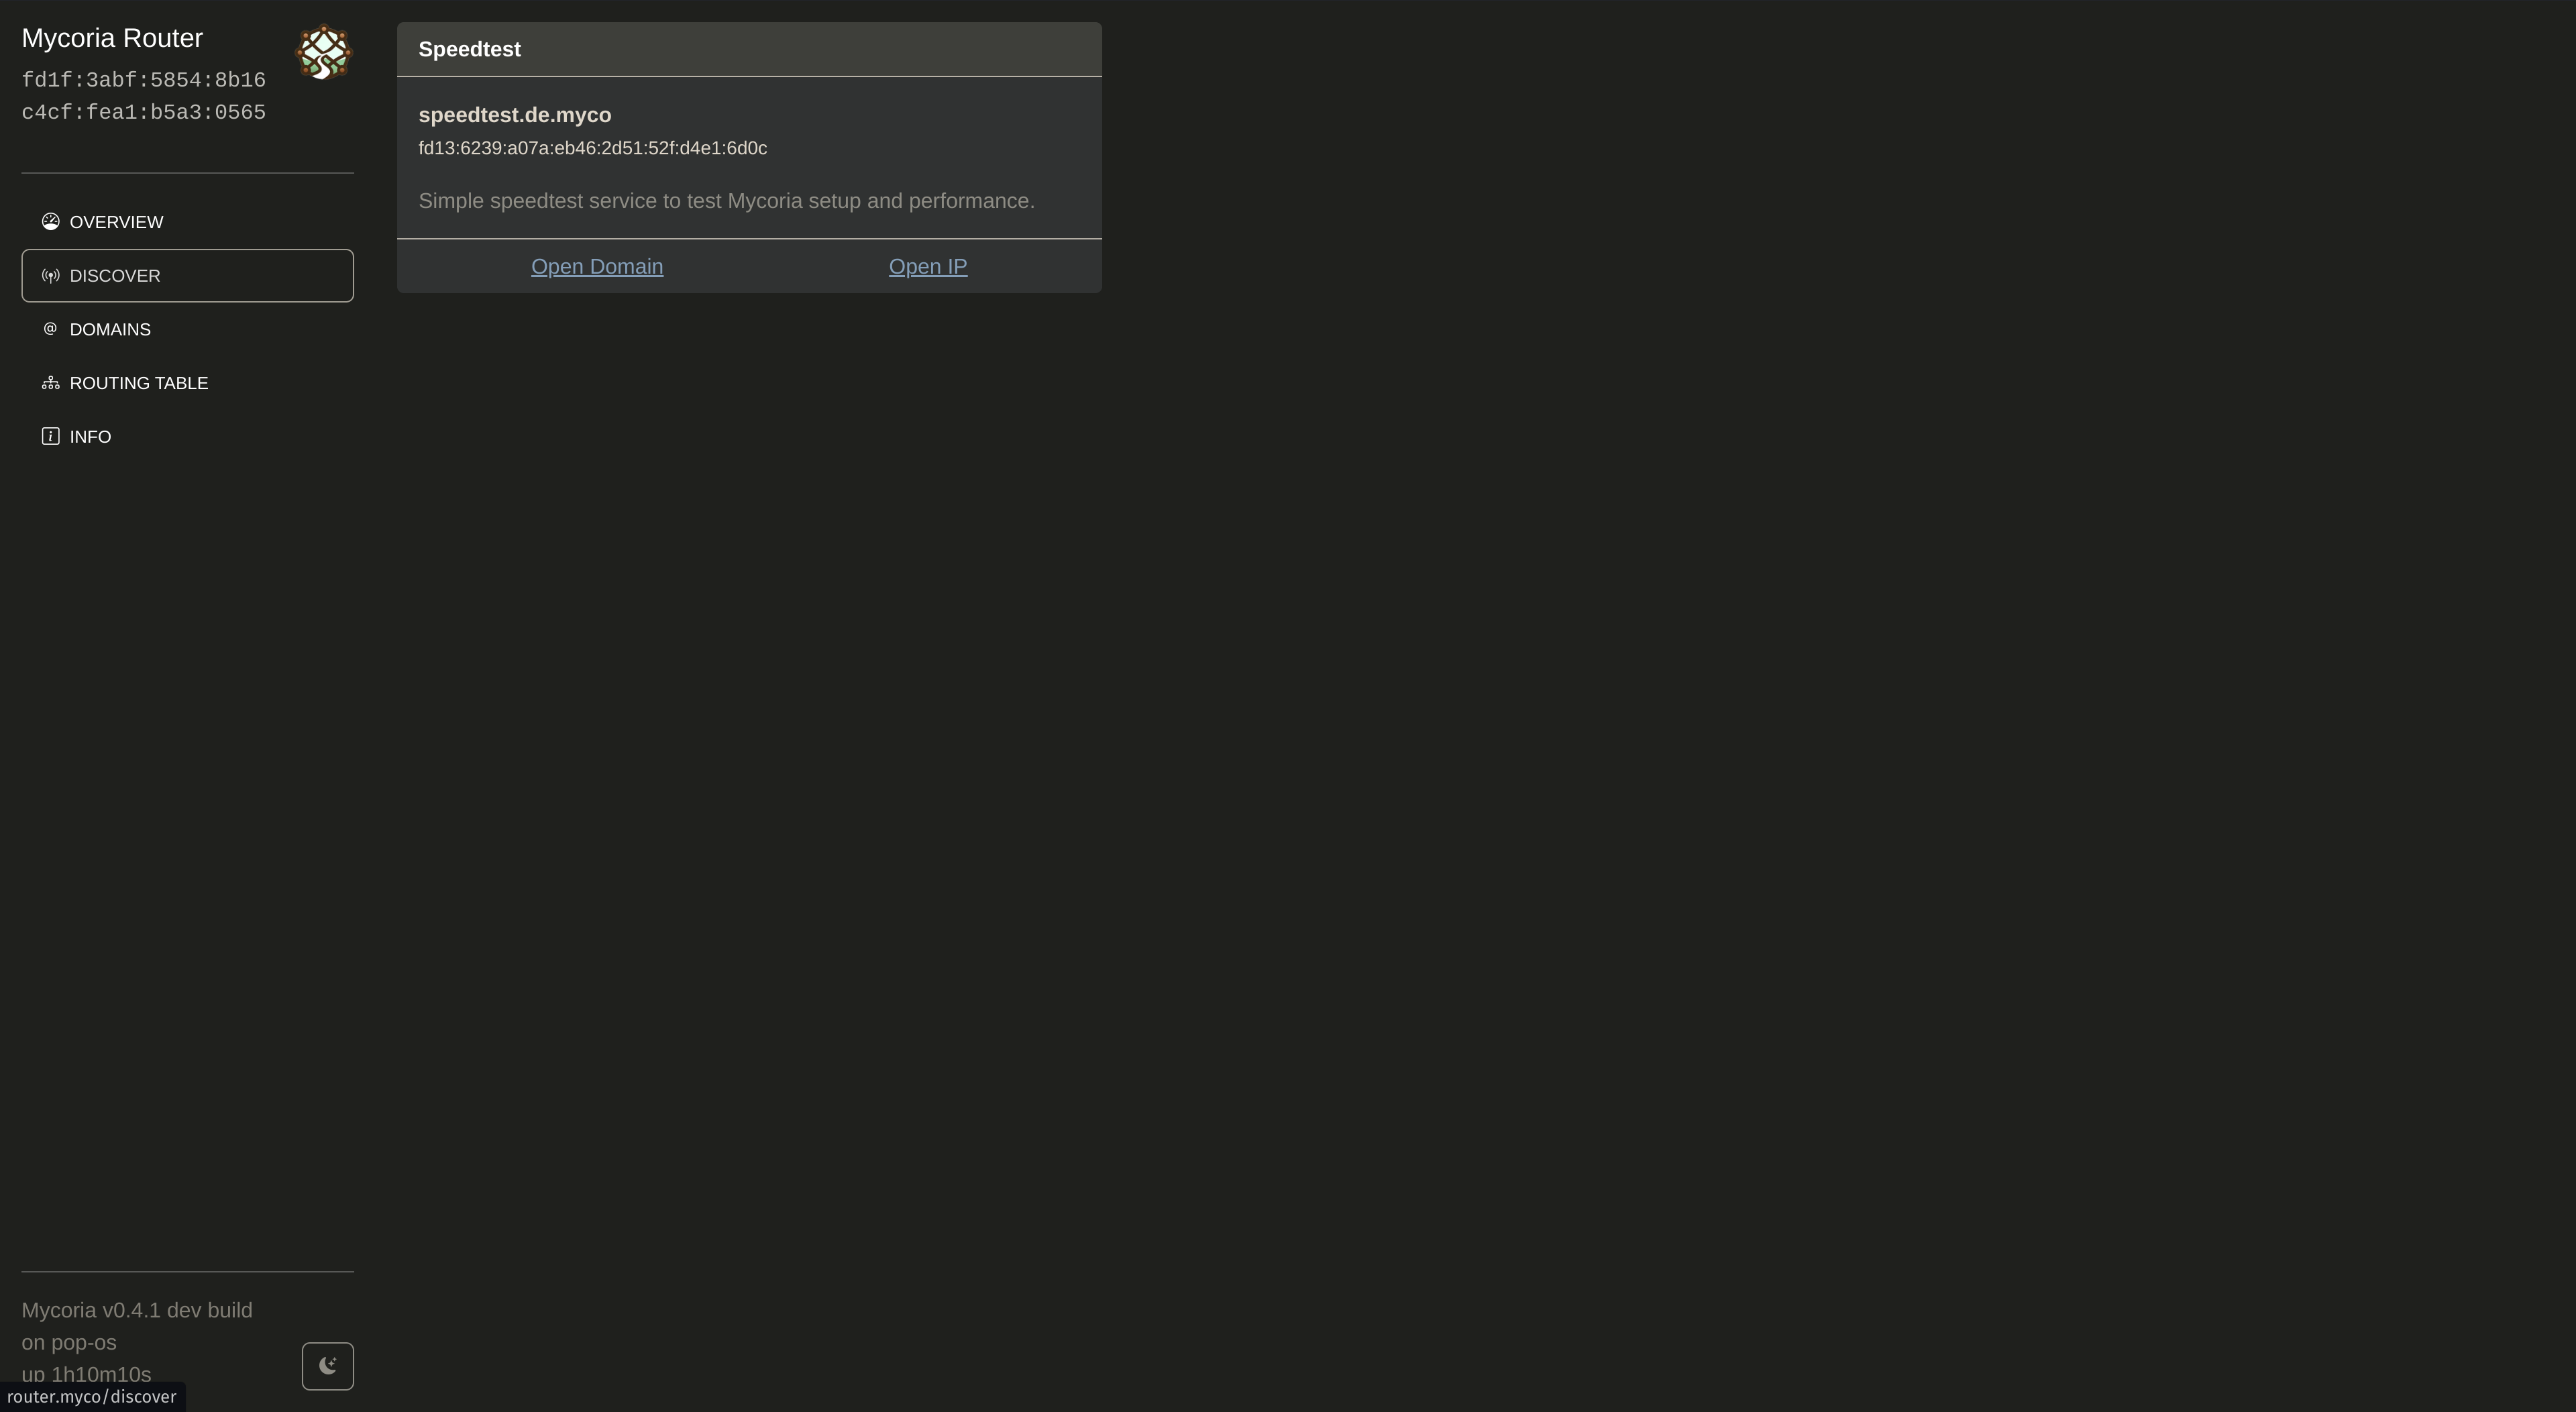 Mycoria Router
fd1f:3abf:5854:8b16
c4cf:fea1:b5a3:0565
OVERVIEW
DISCOVER
DOMAINS
ROUTING TABLE
INFO
Speedtest
speedtest.de.myco
fd13:6239:a07a:eb46:2d51:52f:d4e1:6d0c
Simple speedtest service to test Mycoria setup and performance.
Open Domain Open IP
Mycoria v0.4.1 dev build
on pop-os
up 1h10m10s
router.myco/discover